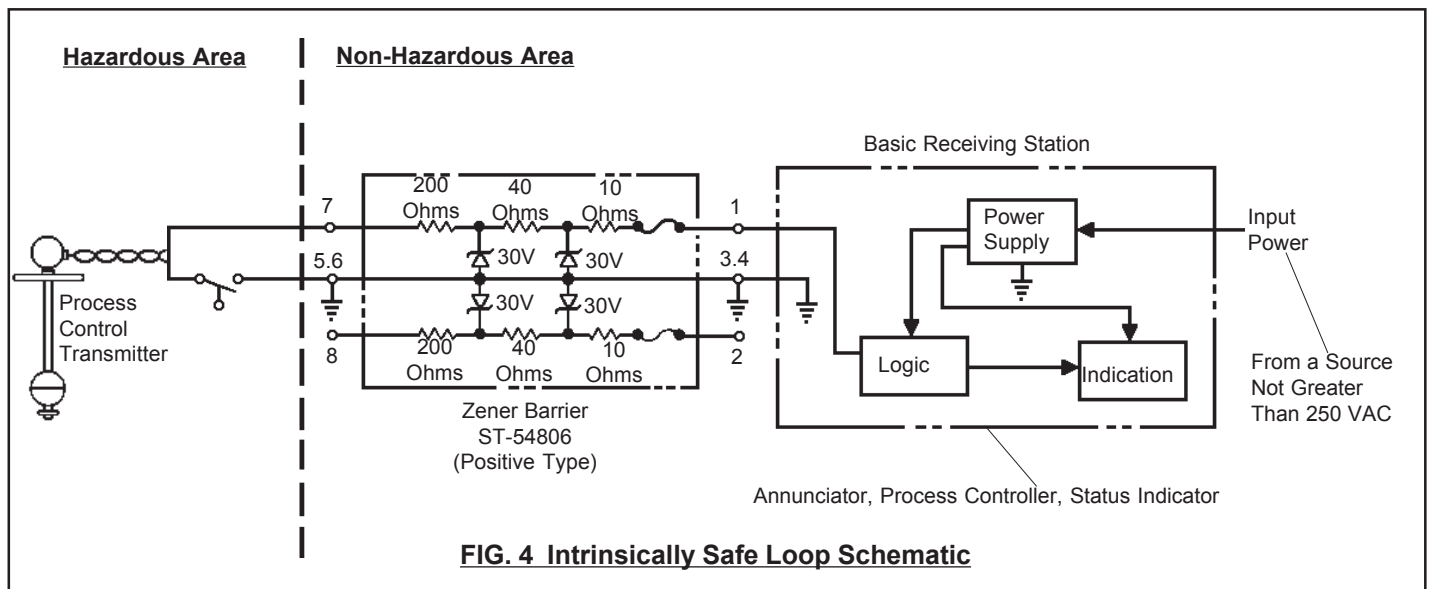 Hazardous Area
Non-Hazardous Area
Basic Receiving Station
200
Ohms
40
Ohms
10
Ohms
7
1
Power
Supply
Input
Power
5.6
30V
30V
3.4
30V
30V
Process
Control
Transmitter
8
2
200
Ohms
40
Ohms
10
Ohms
Logic
Indication
From a Source
Not Greater
Than 250 VAC
Zener Barrier
ST-54806
(Positive Type)
Annunciator, Process Controller, Status Indicator
FIG. 4 Intrinsically Safe Loop Schematic